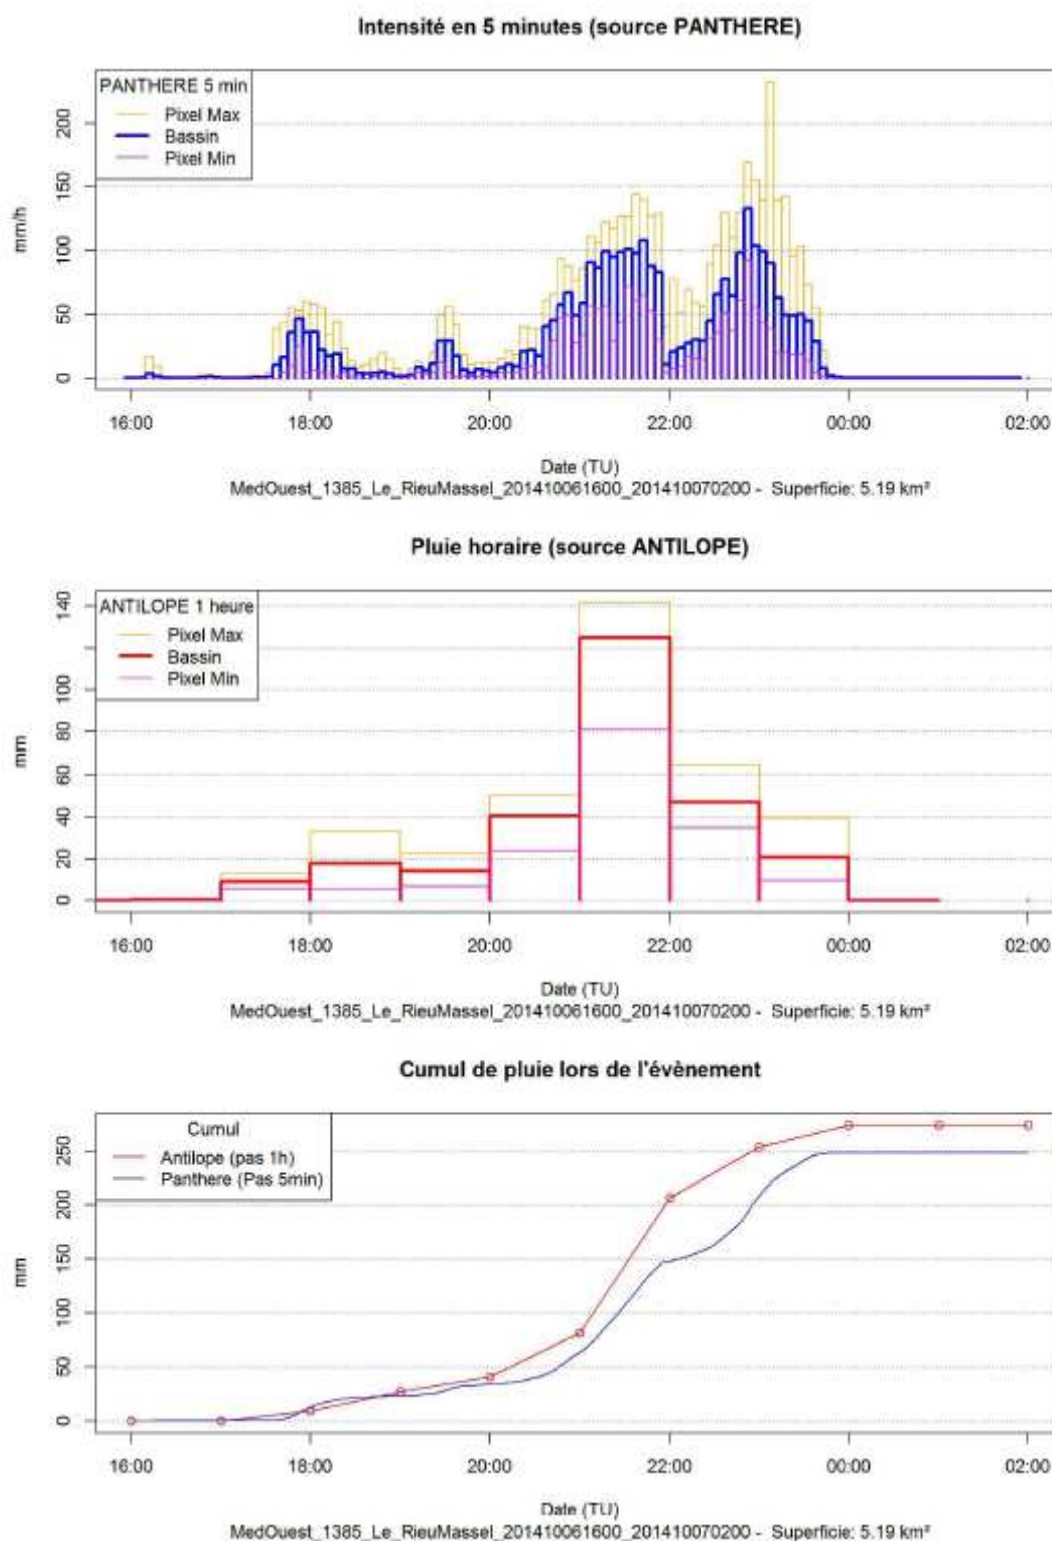 Intensité en 5 minutes (source PANTHERE)
PANTHERE 5 min
Pixel Max
Bassin
Pixel Min
mm/h
0 50 100 150 200
16:00 18:00 20:00 22:00 00:00 02:00
Date (TU)
MedOuest_1385_Le_RieuMassel_201410061600_201410070200 - Superficie: 5.19 km²
Pluie horaire (source ANTILOPE)
ANTILOPE 1 heure
Pixel Max
Bassin
Pixel Min
mm
0 20 40 60 80 100 140
16:00 18:00 20:00 22:00 00:00 02:00
Date (TU)
MedOuest_1385_Le_RieuMassel_201410061600_201410070200 - Superficie: 5.19 km²
Cumul de pluie lors de l'évènement
Cumul
Antilope (pas 1h)
Panthere (Pas 5min)
mm
0 50 100 150 200 250
16:00 18:00 20:00 22:00 00:00 02:00
Date (TU)
MedOuest_1385_Le_RieuMassel_201410061600_201410070200 - Superficie: 5.19 km²